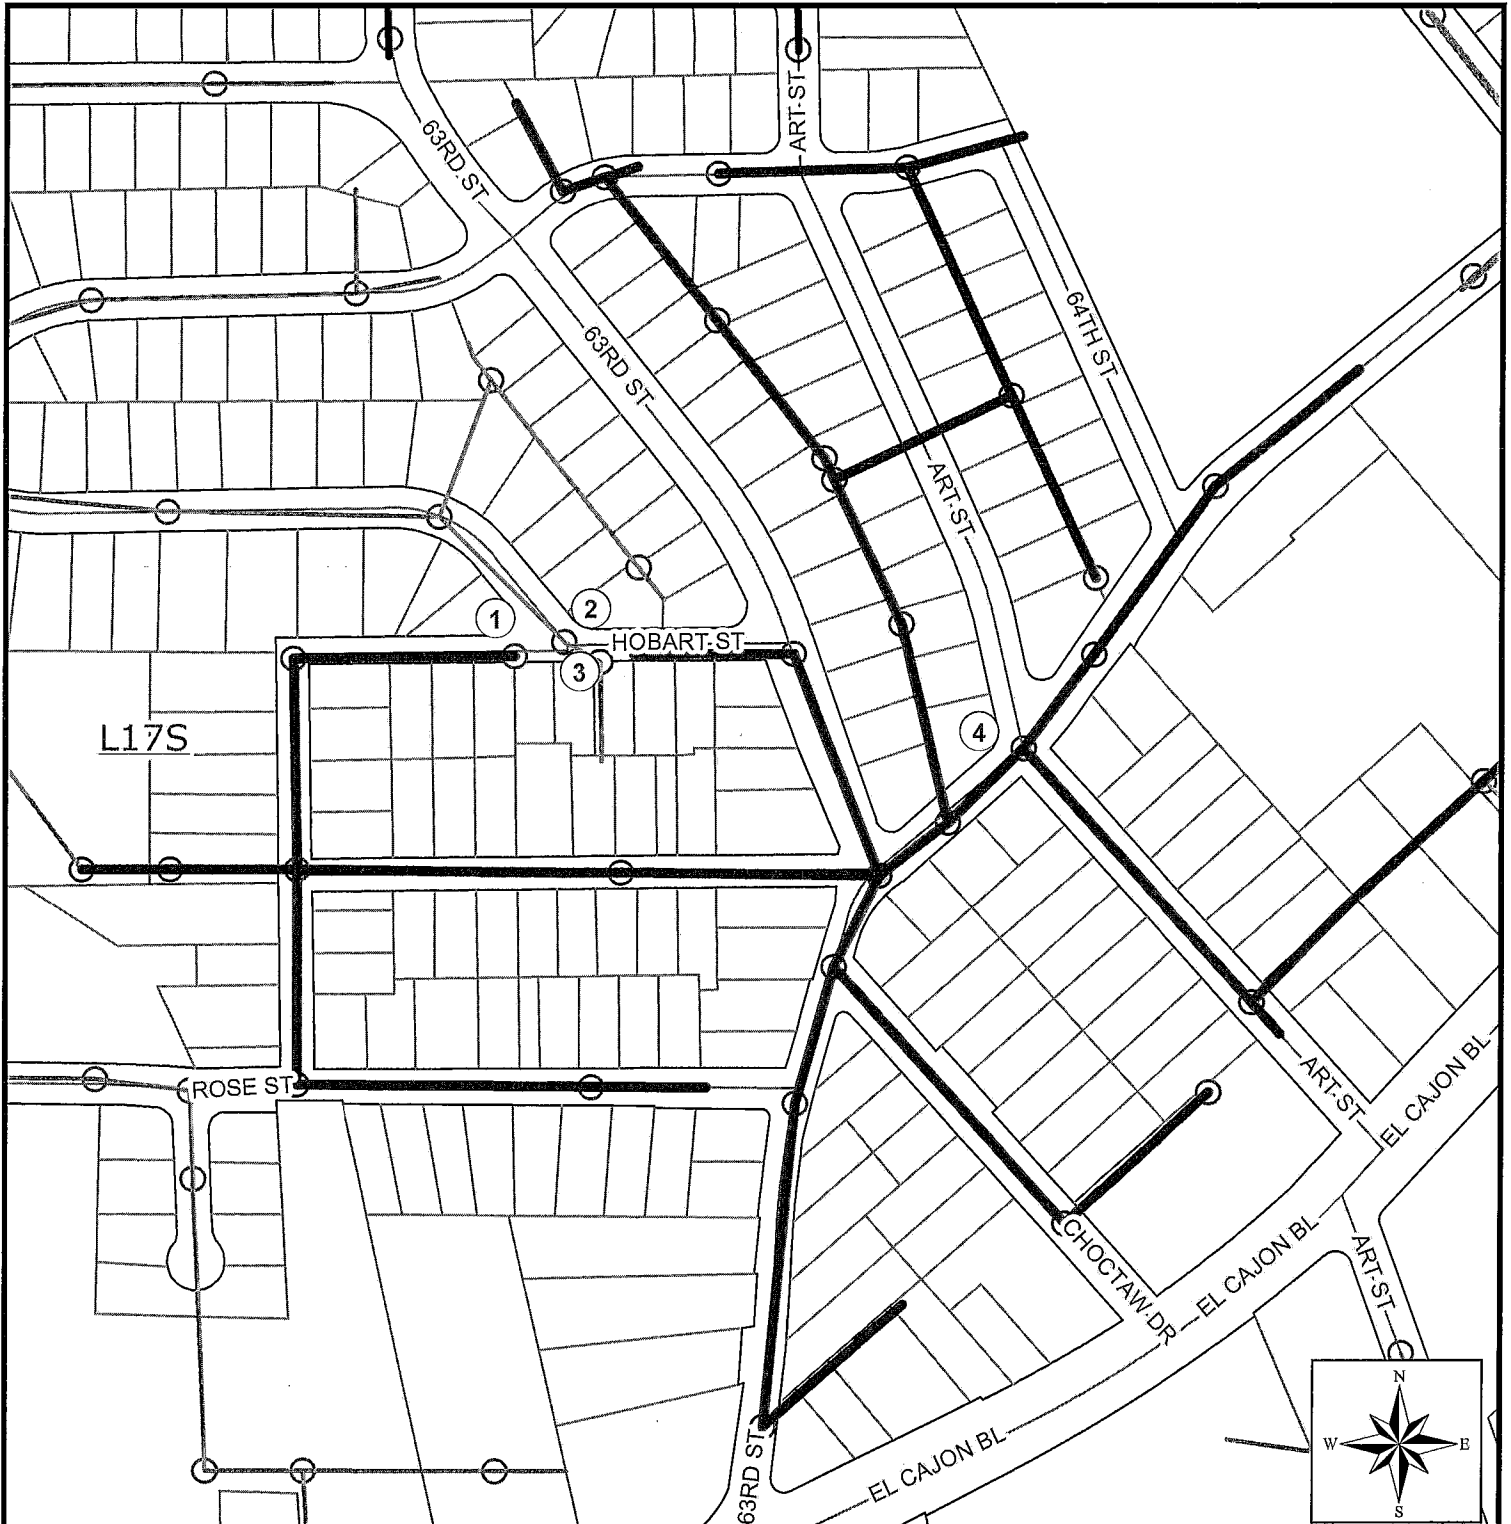 ART-ST
63RD ST
63RD ST
64TH ST
ART-ST
1
2
HOBART-ST
3
4
L17S
ROSE ST
ART-ST
EL CAJON BL
CHOCTAW-DR
EL CAJON BL
ART-ST
EL CAJON BL
63RD ST
N
W
E
S